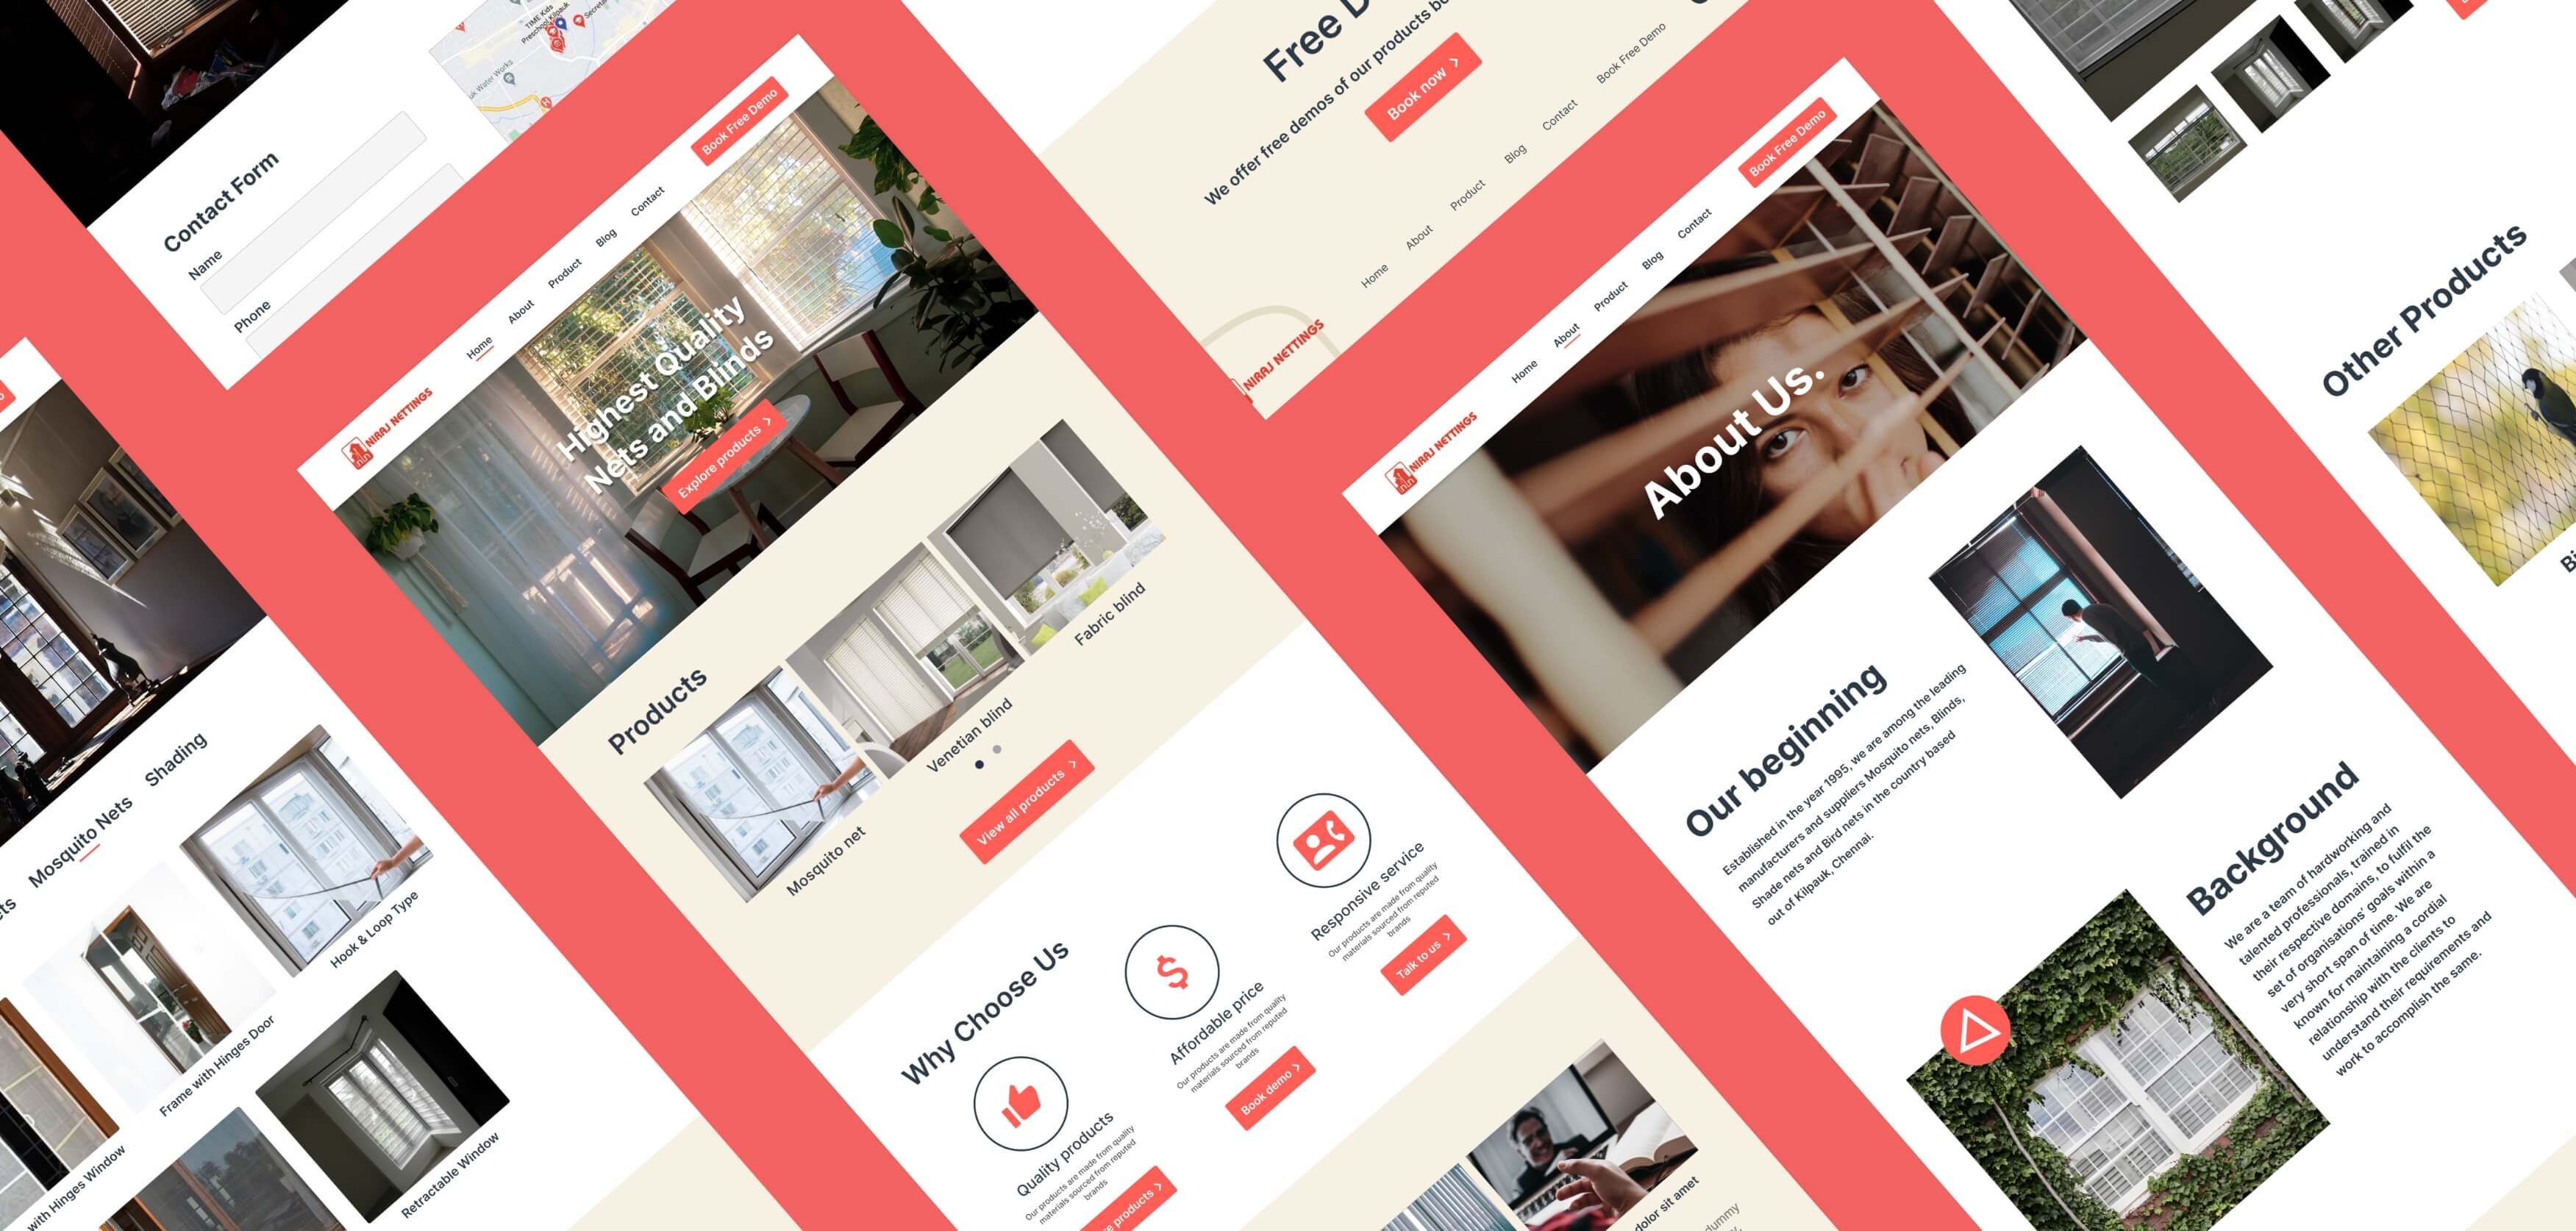 TIME Kids
Preschool Kilpauk
Contact Form
Name
Phone
Shading
Mosquito Nets
Hook & Loop Type
Frame with Hinges Door
with Hinges Window
Retractable Window
NIRAJ NETTINGS
Home
About
Product
Blog
Contact
Book Free Demo
Highest Quality
Nets and Blinds
Explore products
Products
Mosquito net
Venetian blind
Fabric blind
View all products
Why Choose Us
Quality products
Our products are made from quality
materials sourced from reputed
brands
products
Affordable price
Our products are made from quality
materials sourced from reputed
brands
Book demo
Responsive service
Our products are made from quality
materials sourced from reputed
brands
Talk to us
dolor sit amet
dummy
Free
We offer free demos of our products
Book now
Home
About
Product
Blog
Contact
Book Free Demo
NIRAJ NETTINGS
NIRAJ NETTINGS
Home
About
Product
Blog
Contact
Book Free Demo
About Us.
Our beginning
Established in the year 1995, we are among the leading
manufacturers and suppliers Mosquito nets, Blinds,
Shade nets and Bird nets in the country based
out of Kilpauk, Chennai.
Background
We are a team of hardworking and
talented professionals, trained in
their respective domains, to fulfil the
set of organisations' goals within a
very short span of time. We are
known for maintaining a cordial
relationship with the clients to
understand their requirements and
work to accomplish the same.
Other Products